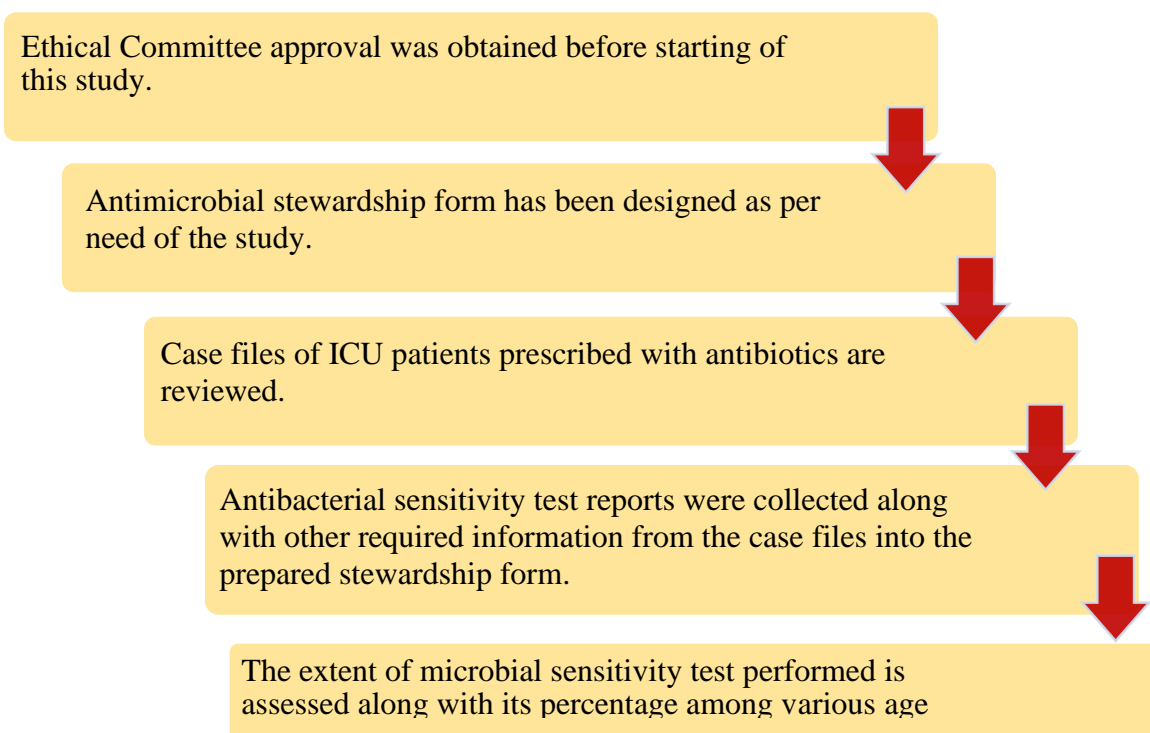 Ethical Committee approval was obtained before starting of
this study.
Antimicrobial stewardship form has been designed as per
need of the study.
Case files of ICU patients prescribed with antibiotics are
reviewed.
Antibacterial sensitivity test reports were collected along
with other required information from the case files into the
prepared stewardship form.
The extent of microbial sensitivity test performed is
assessed along with its percentage among various age